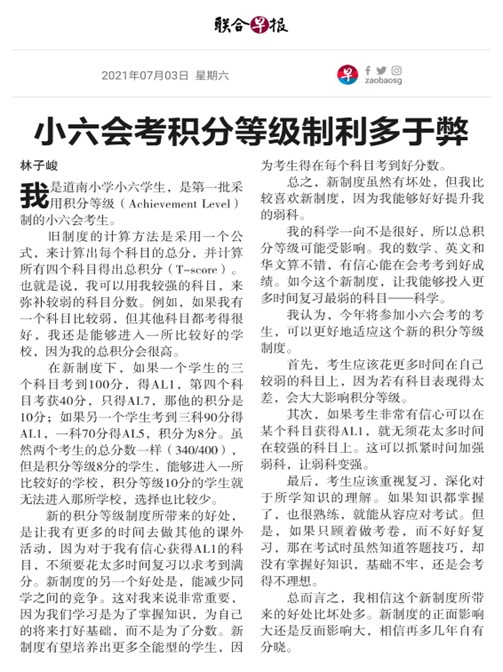 联合早报
2021年07月03日 星期六
早
zaobaosg
小六会考积分等级制利多于弊
林子峻
我是道南小学小六学生，是第一批采
用积分等级（Achievement Level）
制的小六会考生。
旧制度的计算方法是采用一个公
式，来计算出每个科目的总分，并计算
所有四个科目得出总积分（T-score）。
也就是说，我可以用我较强的科目，来
弥补较弱的科目分数。例如，如果我有
一个科目比较弱，但其他科目都考得很
好，我还是能够进入一所比较好的学
校，因为我的总积分会很高。
在新制度下，如果一个学生的三
个科目考到100分，得AL1，第四个科
目考获40分，只得AL7，那他的积分是
10分；如果另一个学生考到三科90分得
AL1，一科70分得AL5，积分为8分。虽
然两个考生的总分数一样（340/400），
但是积分等级8分的学生，能够进入一所
比较好的学校，积分等级10分的学生就
无法进入那所学校，选择也比较少。
新的积分等级制度所带来的好处，
是让我有更多的时间去做其他的课外
活动，因为对于我有信心获得AL1的科
目，不须要花太多时间复习以求考到满
分。新制度的另一个好处是，能减少同
学之间的竞争。这对我来说非常重要，
因为我们学习是为了掌握知识，为自己
的将来打好基础，而不是为了分数。新
制度有望培养出更多全能型的学生，因
为考生得在每个科目考到好分数。
总之，新制度虽然有坏处，但我比
较喜欢新制度，因为我能够好好提升我
的弱科。
我的科学一向不是很好，所以总积
分等级可能受影响。我的数学、英文和
华文算不错，有信心能在会考考到好成
绩。如今这个新制度，让我能够投入更
多时间复习最弱的科目——科学。
我认为，今年将参加小六会考的考
生，可以更好地适应这个新的积分等级
制度。
首先，考生应该花更多时间在自己
较弱的科目上，因为若有科目表现得太
差，会大大影响积分等级。
其次，如果考生非常有信心可以在
某个科目获得AL1，就无须花太多时间
在较强的科目上。这可以抓紧时间加强
弱科，让弱科变强。
最后，考生应该重视复习，深化对
于所学知识的理解。如果知识都掌握
了，也很熟练，就能从容应对考试。但
是，如果只顾着做考卷，而不好好复
习，那在考试时虽然知道答题技巧，却
没有掌握好知识，基础不牢，还是会考
得不理想。
总而言之，我相信这个新制度所带
来的好处比坏处多。新制度的正面影响
大还是反面影响大，相信再多几年自有
分晓。